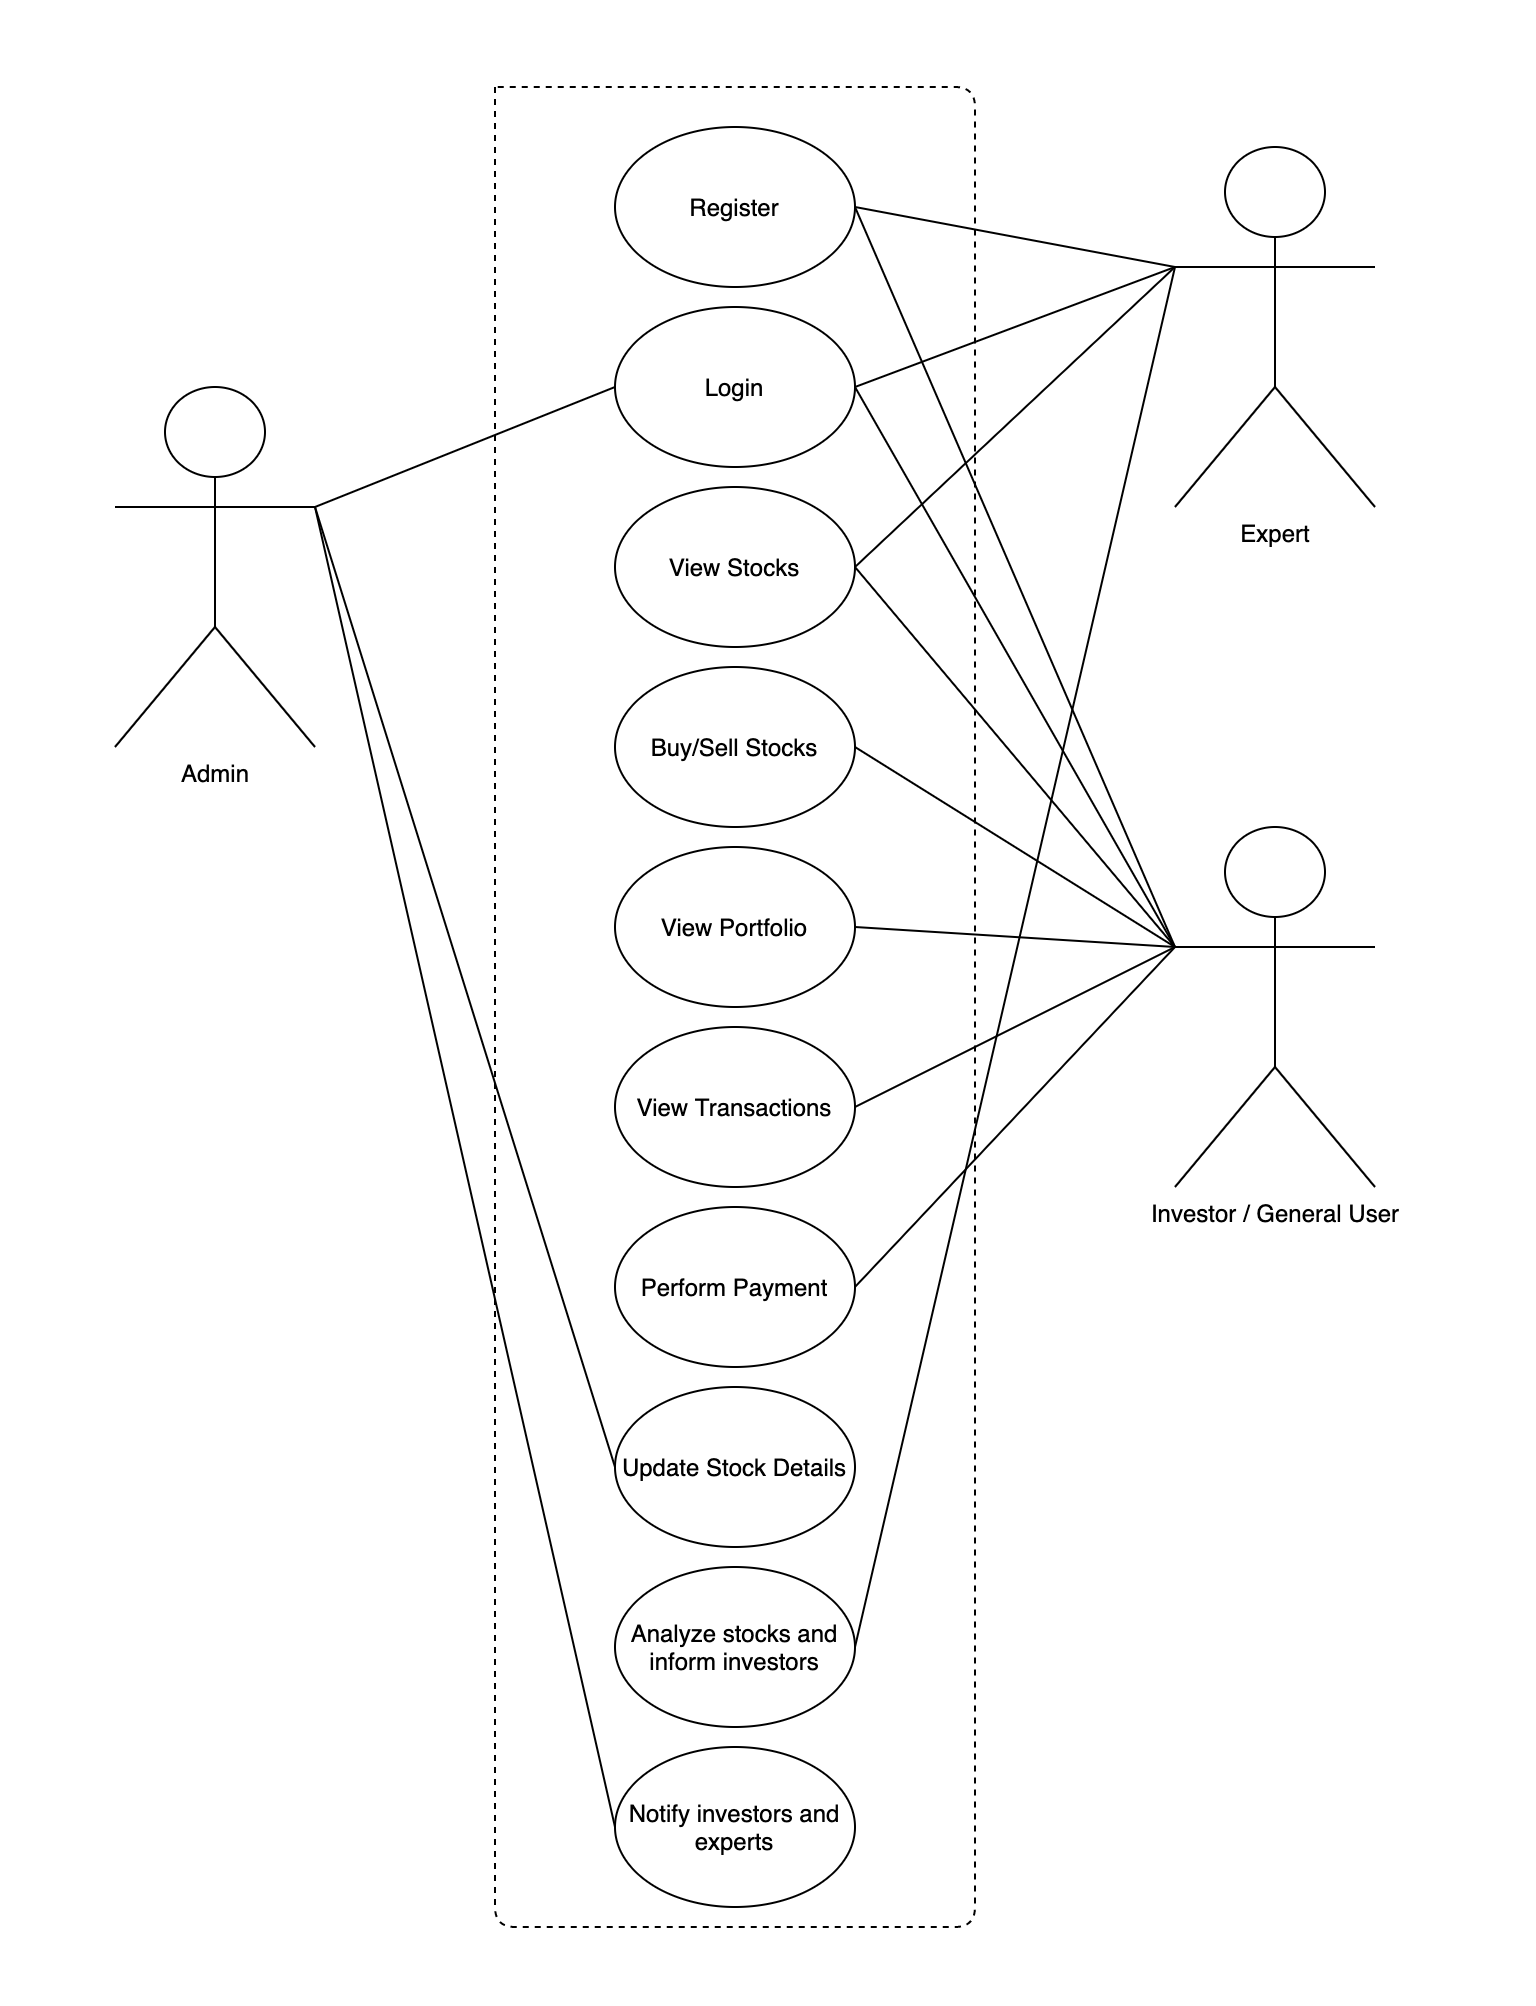 Register
Login
View Stocks
Buy/Sell Stocks
View Portfolio
View Transactions
Perform Payment
Update Stock Details
Analyze stocks and
inform investors
Notify investors and
experts
Admin
Expert
Investor / General User